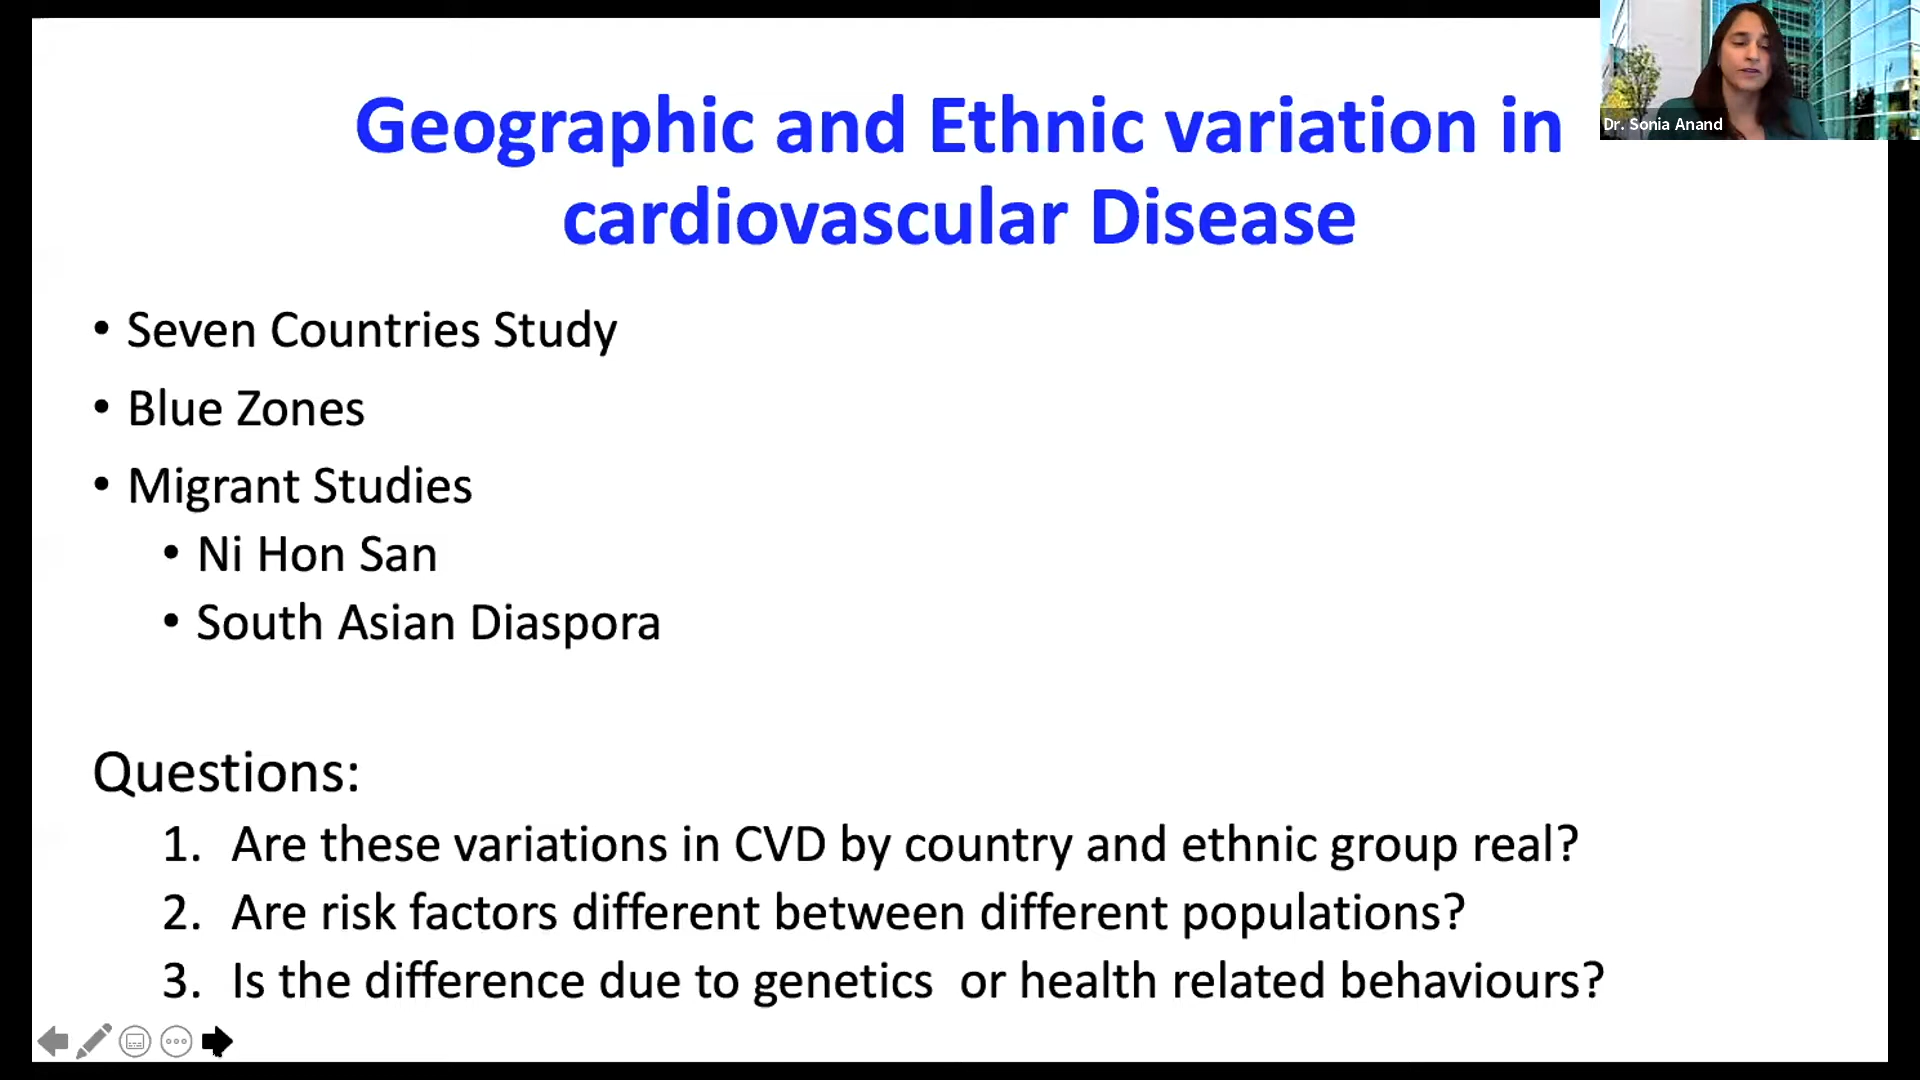 Geographic and Ethnic variation in
cardiovascular Disease
Dr. Sonia Anand
• Seven Countries Study
• Blue Zones
• Migrant Studies
• Ni Hon San
• South Asian Diaspora
Questions:
1. Are these variations in CVD by country and ethnic group real?
2. Are risk factors different between different populations?
3. Is the difference due to genetics  or health related behaviours?